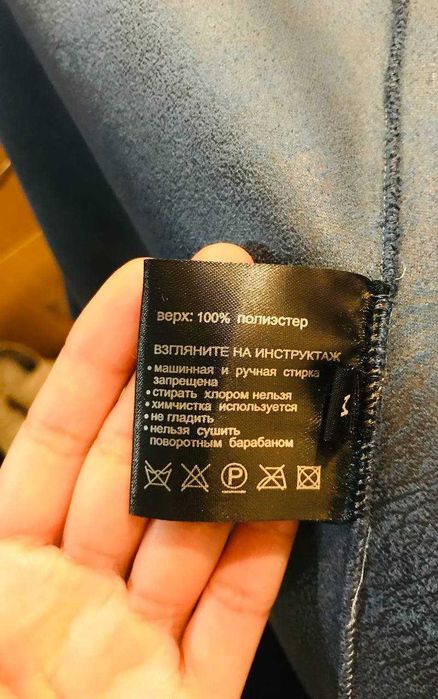 верх: 100% полиэстер
ВЗГЛЯНИТЕ НА ИНСТРУКТАЖ
• машинная и ручная стирка
запрещена
• стирать хлором нельзя
• химчистка используется
• не гладить
• нельзя сушить
поворотным барабаном
P